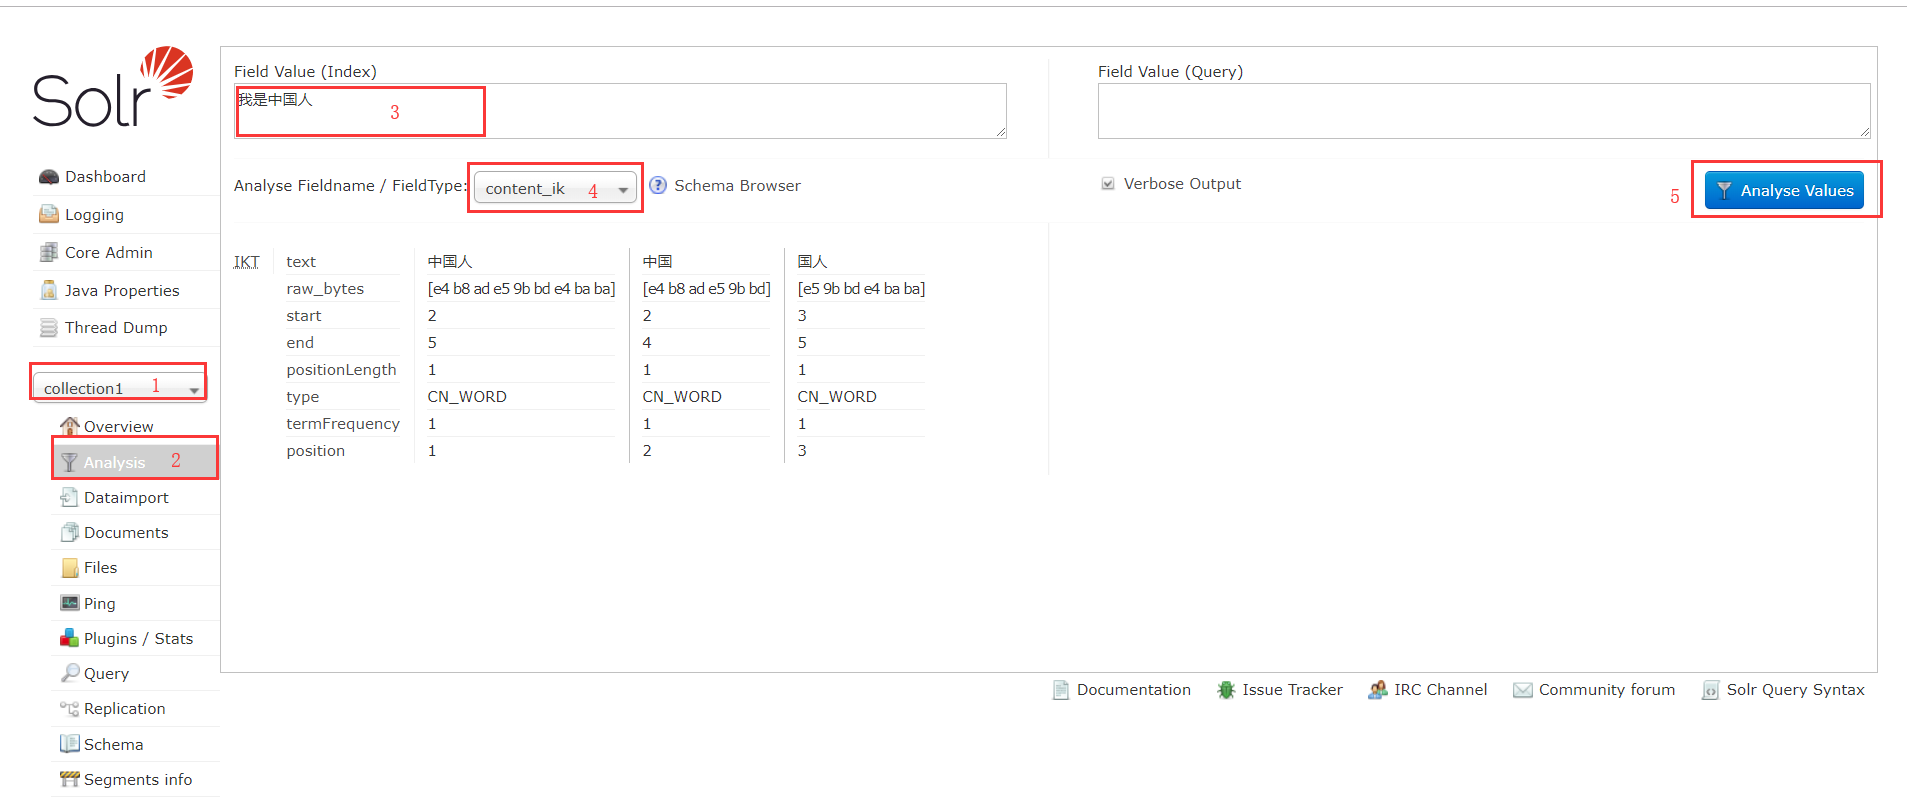 Solr
Dashboard
Logging
Core Admin
Java Properties
Thread Dump
collection1 1
Overview
Analysis 2
Dataimport
Documents
Files
Ping
Plugins / Stats
Query
Replication
Schema
Segments info
Field Value (Index)
我是中国人 3
Field Value (Query)
Analyse Fieldname / FieldType: content_ik 4 ? Schema Browser
Verbose Output
5 Analyse Values
IKT text 中国人 中国 国人
raw_bytes [e4 b8 ad e5 9b bd e4 ba ba] [e4 b8 ad e5 9b bd] [e5 9b bd e4 ba ba]
start 2 2 3
end 5 4 5
positionLength 1 1 1
type CN_WORD CN_WORD CN_WORD
termFrequency 1 1 1
position 1 2 3
Documentation Issue Tracker IRC Channel Community forum Solr Query Syntax